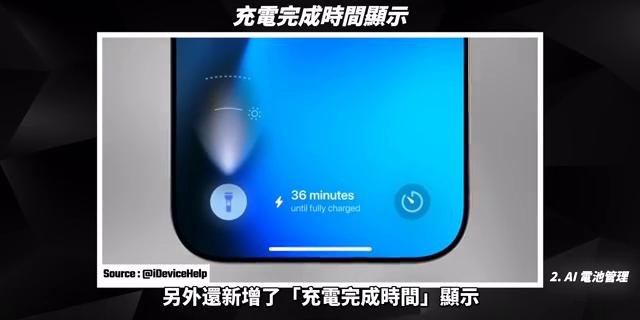 充電完成時間顯示
36 minutes
until fully charged
Source : @iDeviceHelp
2. AI 電池管理
另外還新增了「充電完成時間」顯示